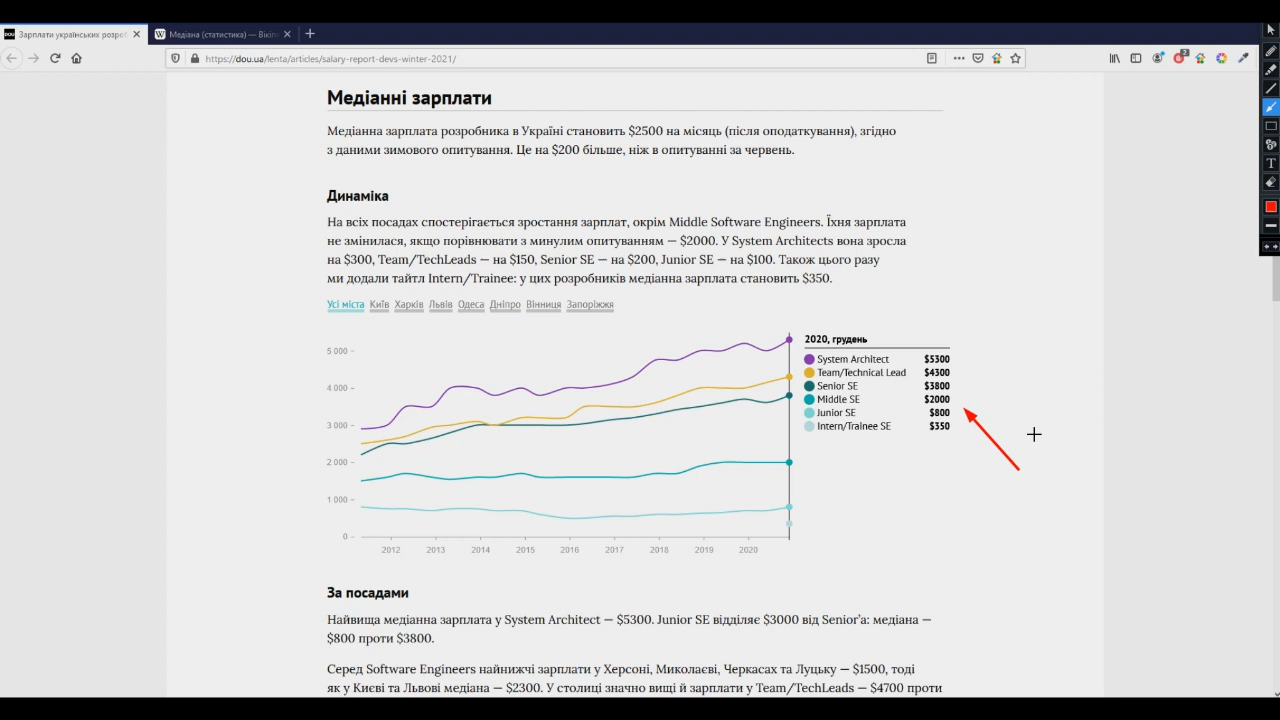 Зарплати українських розроб
Медіана (статистика) — Вікіп
https://dou.ua/lenta/articles/salary-report-devs-winter-2021/
2
Медіанні зарплати
Медіанна зарплата розробника в Україні становить $2500 на місяць (після оподаткування), згідно
з даними зимового опитування. Це на $200 більше, ніж в опитуванні за червень.
Динаміка
На всіх посадах спостерігається зростання зарплат, окрім Middle Software Engineers. Їхня зарплата
не змінилася, якщо порівнювати з минулим опитуванням — $2000. У System Architects вона зросла
на $300, Team/TechLeads — на $150, Senior SE — на $200, Junior SE — на $100. Також цього разу
ми додали тайтл Intern/Trainee: у цих розробників медіанна зарплата становить $350.
Усі міста Київ Харків Львів Одеса Дніпро Вінниця Запоріжжя
2020, грудень
System Architect $5300
Team/Technical Lead $4300
Senior SE $3800
Middle SE $2000
Junior SE $800
Intern/Trainee SE $350
5 000
4 000
3 000
2 000
1 000
0
2012 2013 2014 2015 2016 2017 2018 2019 2020
За посадами
Найвища медіанна зарплата у System Architect — $5300. Junior SE відділяє $3000 від Senior’а: медіана —
$800 проти $3800.
Серед Software Engineers найнижчі зарплати у Херсоні, Миколаєві, Черкасах та Луцьку — $1500, тоді
як у Києві та Львові медіана — $2300. У столиці значно вищі й зарплати у Team/TechLeads — $4700 проти